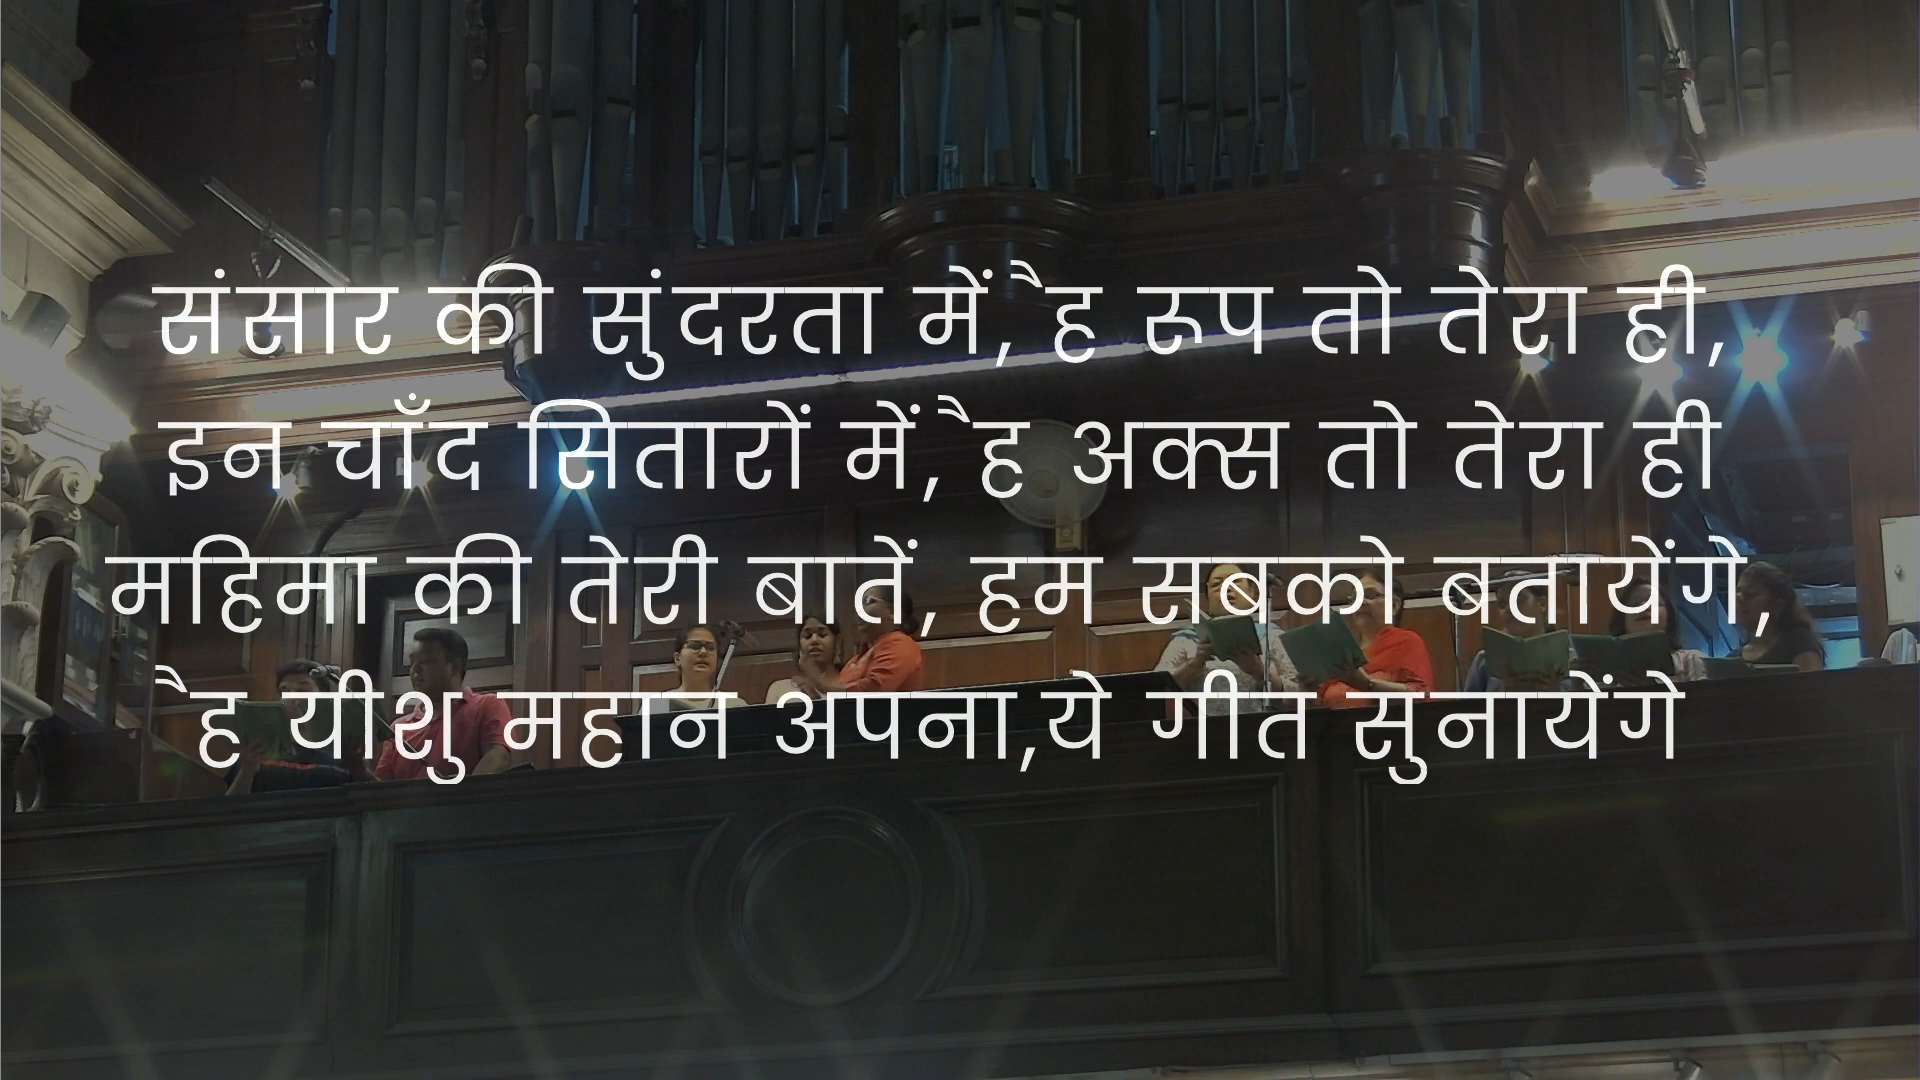 संसार की सुंदरता में, है रूप तो तेरा ही,
इन चाँद सितारों में, है अक्स तो तेरा ही
महिमा की तेरी बातें, हम सबको बतायेंगे,
है यीशु महान अपना,ये गीत सुनायेंगे